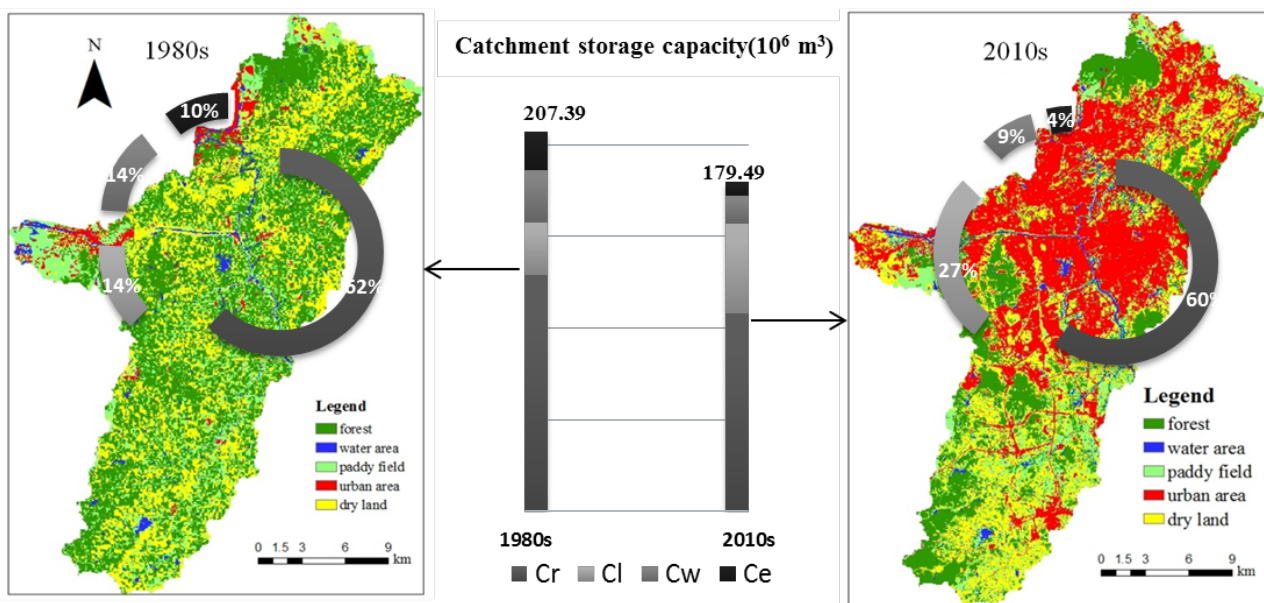 N
1980s
10%
14%
14%
62%
Legend
forest
water area
paddy field
urban area
dry land
0 1.5 3 6 9
km
Catchment storage capacity(10⁶ m³)
207.39
179.49
1980s 2010s
Cr Cl Cw Ce
2010s
4%
9%
27%
60%
Legend
forest
water area
paddy field
urban area
dry land
0 1.5 3 6 9
km